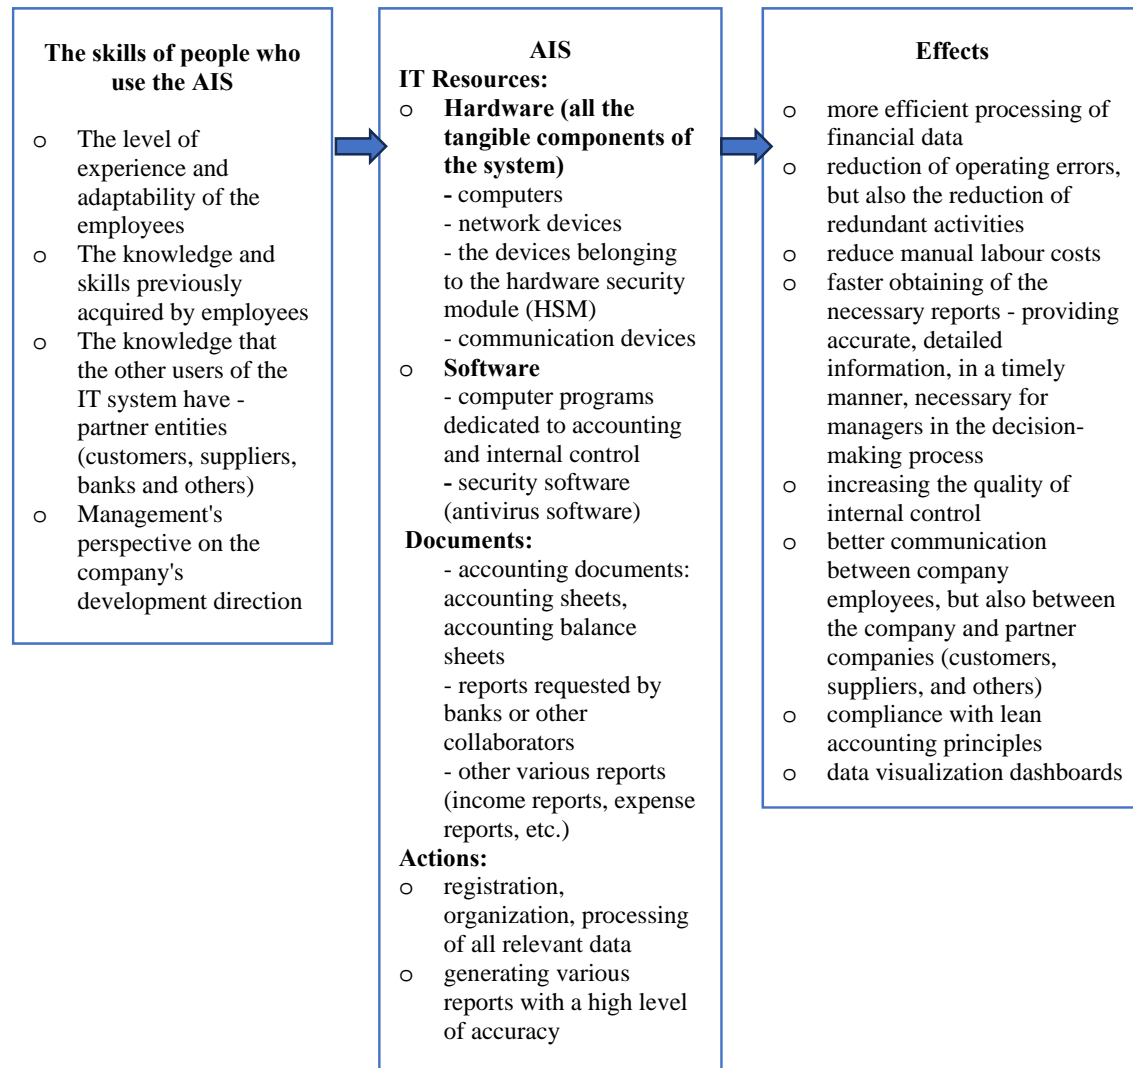 The skills of people who
use the AIS
o The level of
experience and
adaptability of the
employees
o The knowledge and
skills previously
acquired by employees
o The knowledge that
the other users of the
IT system have -
partner entities
(customers, suppliers,
banks and others)
o Management's
perspective on the
company's
development direction
AIS
IT Resources:
o Hardware (all the
tangible components of
the system)
- computers
- network devices
- the devices belonging
to the hardware security
module (HSM)
- communication devices
o Software
- computer programs
dedicated to accounting
and internal control
- security software
(antivirus software)
Documents:
- accounting documents:
accounting sheets,
accounting balance
sheets
- reports requested by
banks or other
collaborators
- other various reports
(income reports, expense
reports, etc.)
Actions:
o registration,
organization, processing
of all relevant data
o generating various
reports with a high level
of accuracy
Effects
o more efficient processing of
financial data
o reduction of operating errors,
but also the reduction of
redundant activities
o reduce manual labour costs
o faster obtaining of the
necessary reports - providing
accurate, detailed
information, in a timely
manner, necessary for
managers in the decision-
making process
o increasing the quality of
internal control
o better communication
between company
employees, but also between
the company and partner
companies (customers,
suppliers, and others)
o compliance with lean
accounting principles
o data visualization dashboards